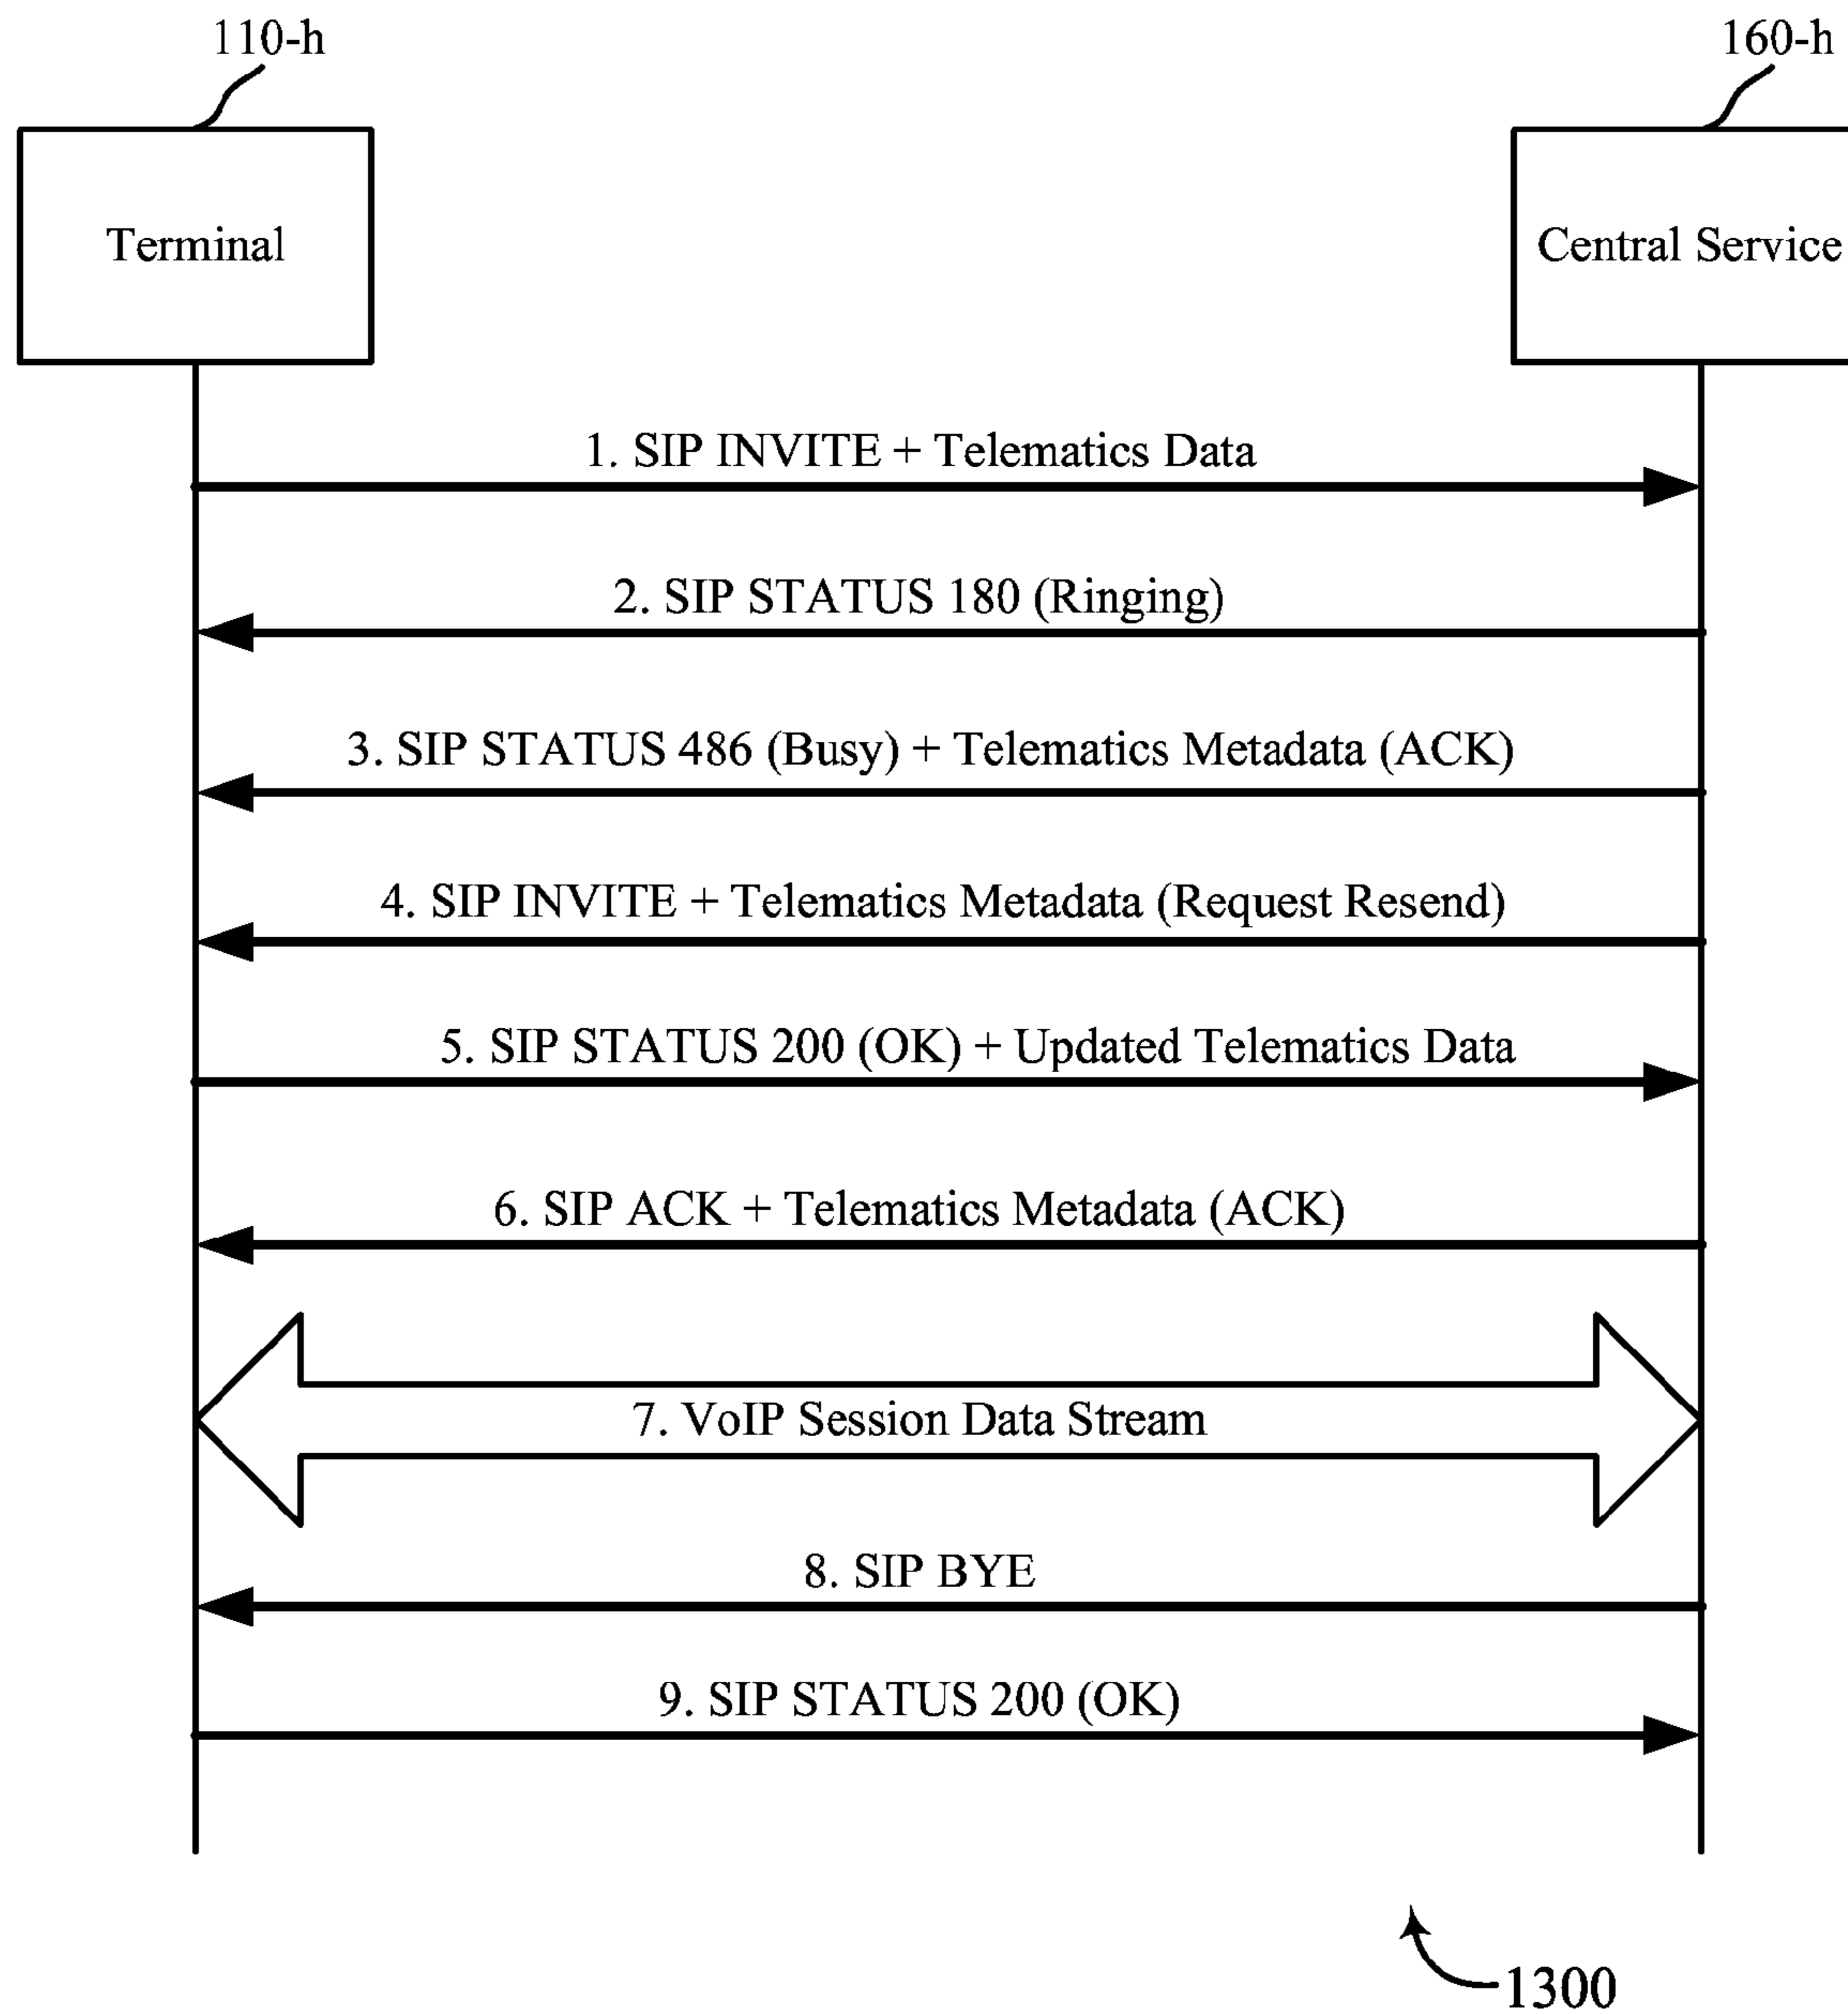 110-h
160-h
Terminal
Central Service
1. SIP INVITE + Telematics Data
2. SIP STATUS 180 (Ringing)
3. SIP STATUS 486 (Busy) + Telematics Metadata (ACK)
4. SIP INVITE + Telematics Metadata (Request Resend)
5. SIP STATUS 200 (OK) + Updated Telematics Data
6. SIP ACK + Telematics Metadata (ACK)
7. VoIP Session Data Stream
8. SIP BYE
9. SIP STATUS 200 (OK)
1300